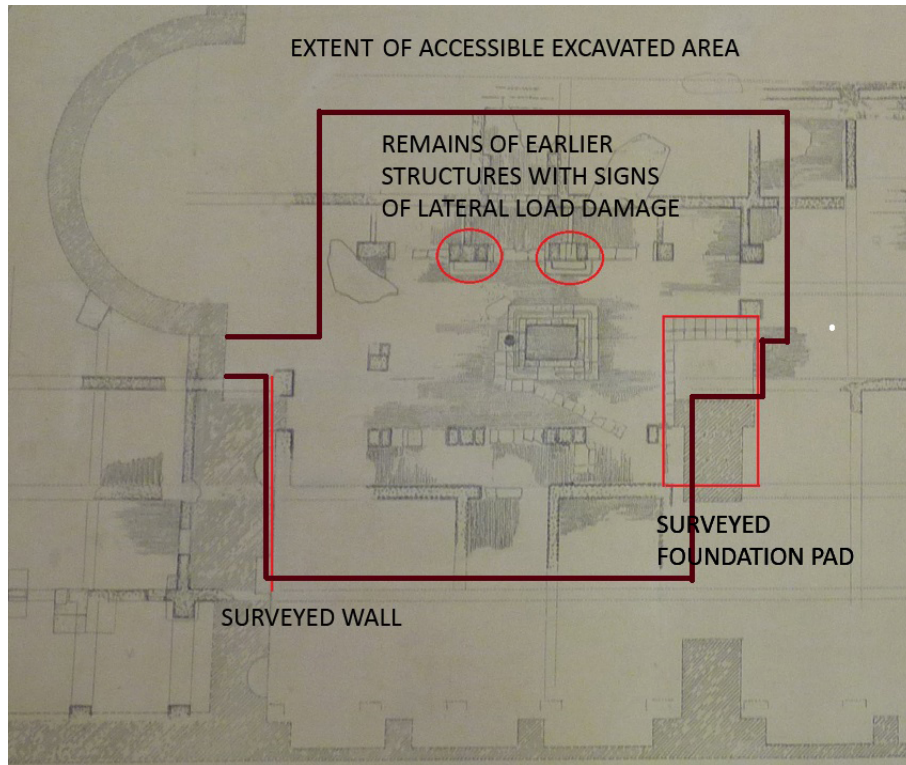 EXTENT OF ACCESSIBLE EXCAVATED AREA
REMAINS OF EARLIER
STRUCTURES WITH SIGNS
OF LATERAL LOAD DAMAGE
SURVEYED
FOUNDATION PAD
SURVEYED WALL